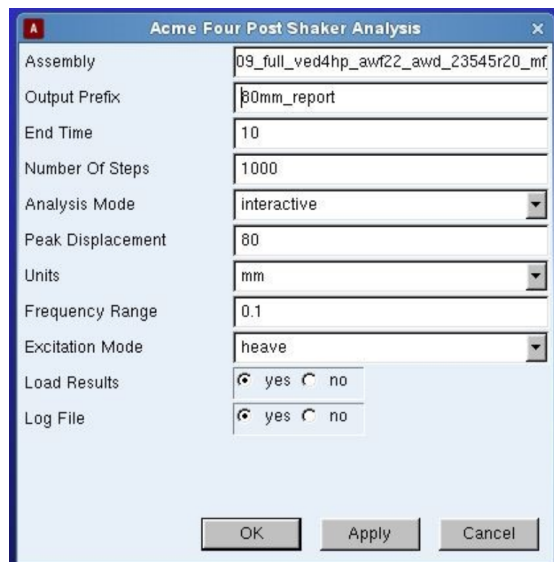 A Acme Four Post Shaker Analysis ×
Assembly 09_full_ved4hp_awf22_awd_23545r20_mf_
Output Prefix 80mm_report
End Time 10
Number Of Steps 1000
Analysis Mode interactive
Peak Displacement 80
Units mm
Frequency Range 0.1
Excitation Mode heave
Load Results yes no
Log File yes no
OK Apply Cancel